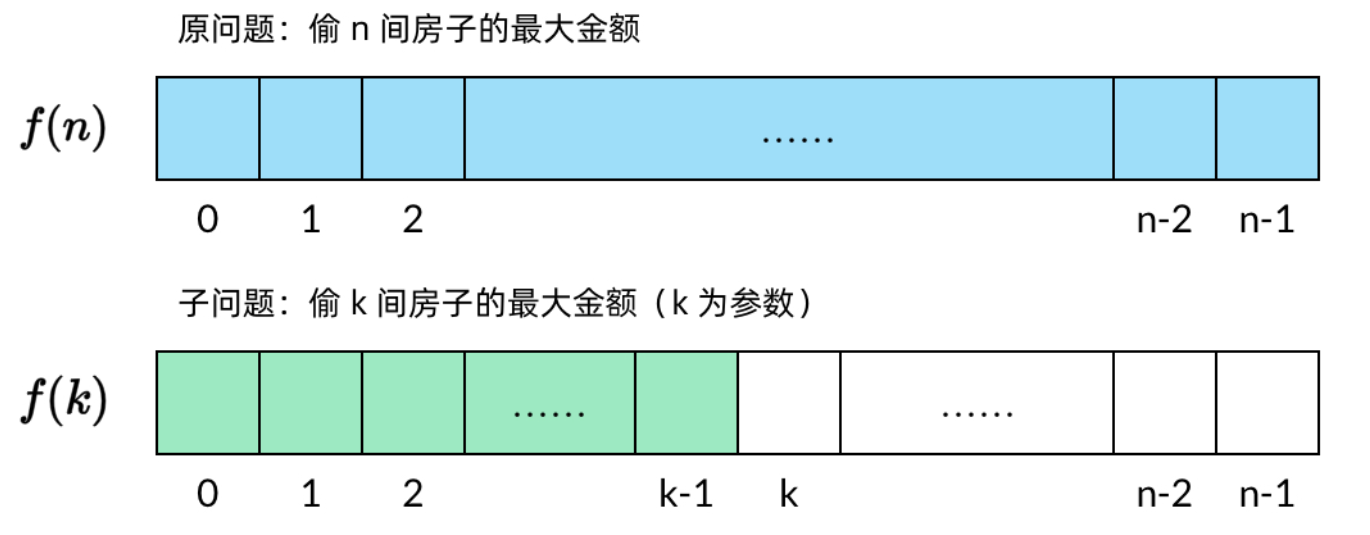 原问题：偷 n 间房子的最大金额
f(n)
......
0 1 2 n-2 n-1
子问题：偷 k 间房子的最大金额（k 为参数）
f(k)
...... ......
0 1 2 k-1 k n-2 n-1